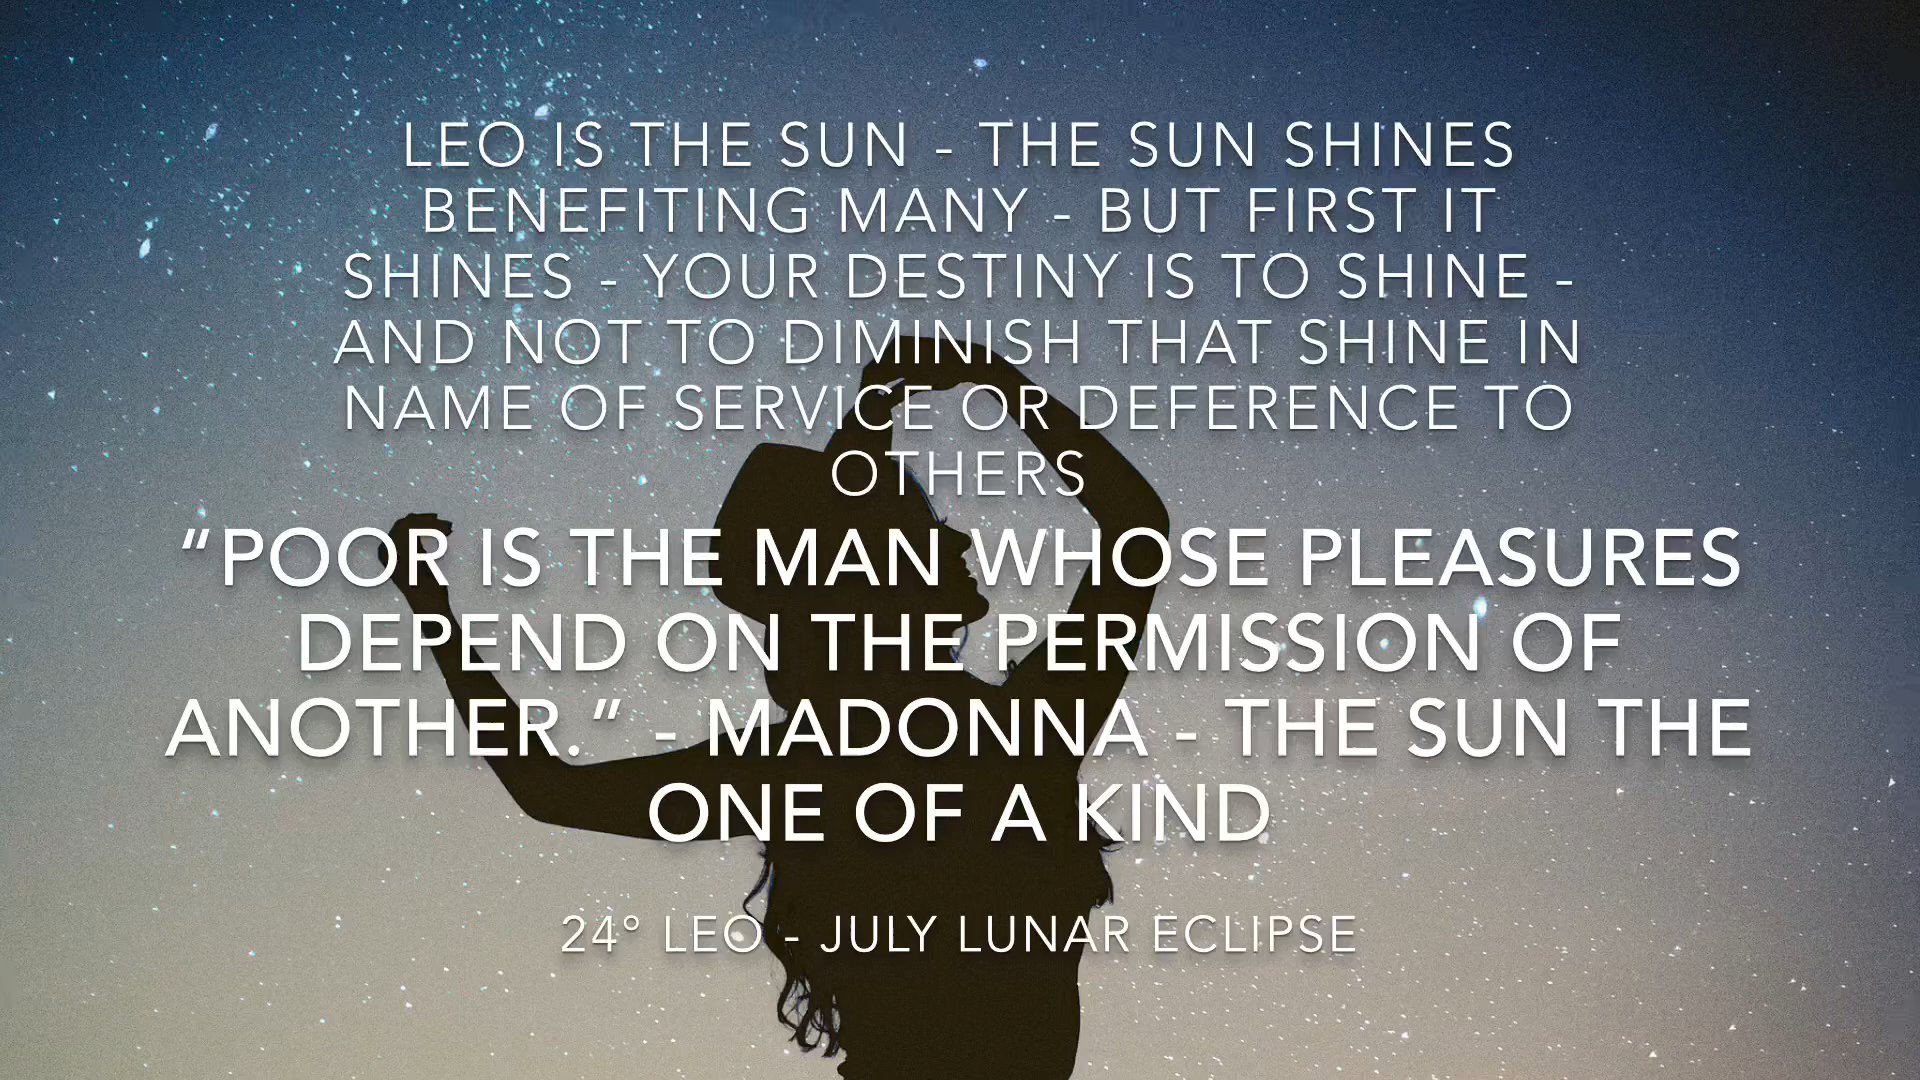 LEO IS THE SUN - THE SUN SHINES
BENEFITING MANY - BUT FIRST IT
SHINES - YOUR DESTINY IS TO SHINE -
AND NOT TO DIMINISH THAT SHINE IN
NAME OF SERVICE OR DEFERENCE TO
OTHERS
“POOR IS THE MAN WHOSE PLEASURES
DEPEND ON THE PERMISSION OF
ANOTHER.” - MADONNA - THE SUN THE
ONE OF A KIND
24° LEO - JULY LUNAR ECLIPSE